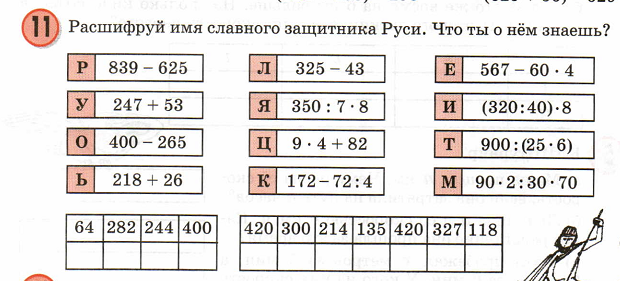 11 Расшифруй имя славного защитника Руси. Что ты о нём знаешь?
Р 839 − 625 Л 325 − 43 Е 567 − 60 · 4
У 247 + 53 Я 350 : 7 · 8 И (320:40)·8
О 400 − 265 Ц 9 · 4 + 82 Т 900:(25 · 6)
Ь 218 + 26 К 172−72:4 М 90·2:30·70
64 282 244 400 420 300 214 135 420 327 118